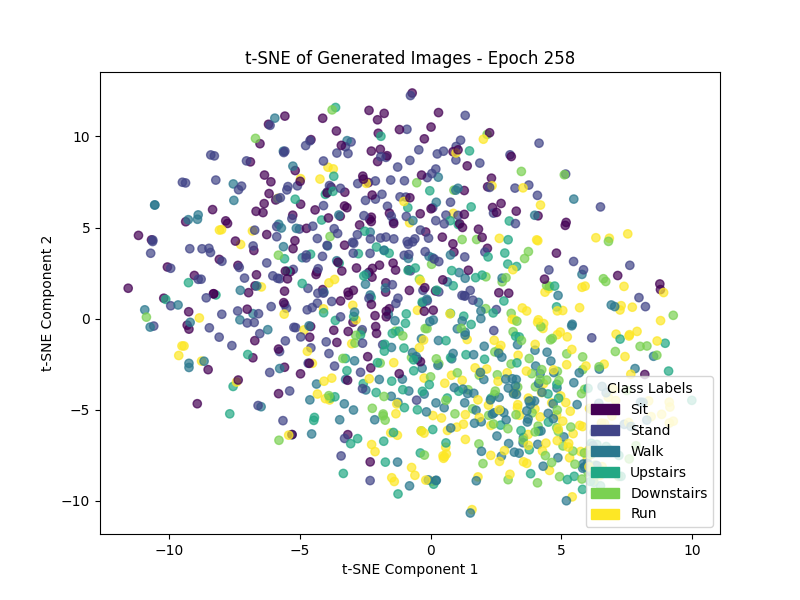 t-SNE of Generated Images - Epoch 258
t-SNE Component 2
10
5
0
−5
−10
−10
−5
0
5
10
t-SNE Component 1
Class Labels
Sit
Stand
Walk
Upstairs
Downstairs
Run